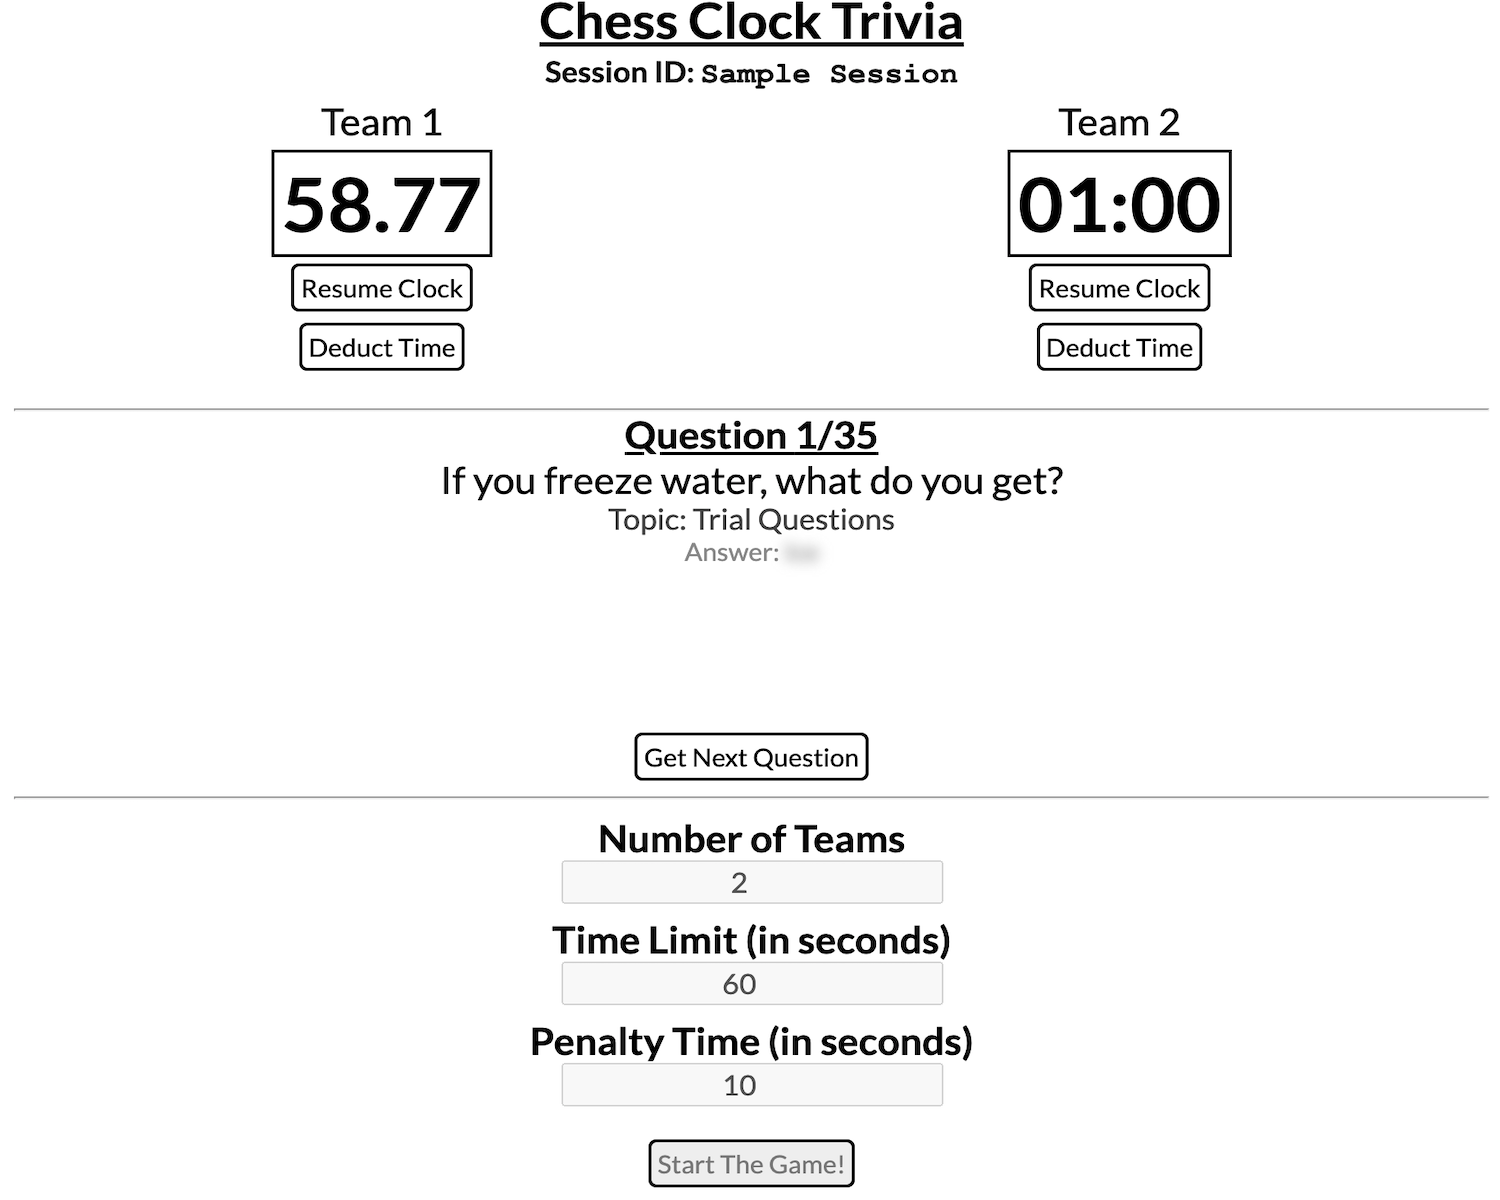 Chess Clock Trivia
Session ID: Sample Session
Team 1
58.77
Resume Clock
Deduct Time
Team 2
01:00
Resume Clock
Deduct Time
Question 1/35
If you freeze water, what do you get?
Topic: Trial Questions
Answer:
Get Next Question
Number of Teams
2
Time Limit (in seconds)
60
Penalty Time (in seconds)
10
Start The Game!